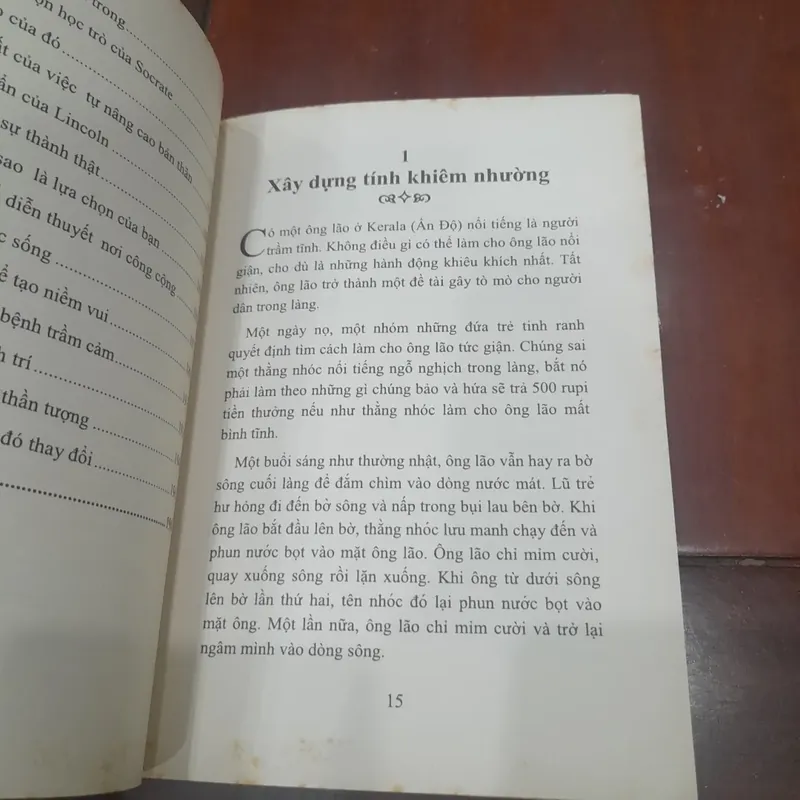 trong
họn học trò của Socrate
của đó
của việc tự nâng cao bản thân
của Lincoln
sự thành thật
sao là lựa chọn của bạn
diễn thuyết nơi công cộng
sống
tạo niềm vui
bệnh trầm cảm
trí
thần tượng
đó thay đổi
1
Xây dựng tính khiêm nhường
Có một ông lão ở Kerala (Ấn Độ) nổi tiếng là người
trầm tĩnh. Không điều gì có thể làm cho ông lão nổi
giận, cho dù là những hành động khiêu khích nhất. Tất
nhiên, ông lão trở thành một đề tài gây tò mò cho người
dân trong làng.
Một ngày nọ, một nhóm những đứa trẻ tinh ranh
quyết định tìm cách làm cho ông lão tức giận. Chúng sai
một thằng nhóc nổi tiếng ngỗ nghịch trong làng, bắt nó
phải làm theo những gì chúng bảo và hứa sẽ trả 500 rupi
tiền thưởng nếu như thằng nhóc làm cho ông lão mất
bình tĩnh.
Một buổi sáng như thường nhật, ông lão vẫn hay ra bờ
sông cuối làng để đắm chìm vào dòng nước mát. Lũ trẻ
hư hỏng đi đến bờ sông và nấp trong bụi lau bên bờ. Khi
ông lão bắt đầu lên bờ, thằng nhóc lưu manh chạy đến và
phun nước bọt vào mặt ông lão. Ông lão chỉ mỉm cười,
quay xuống sông rồi lặn xuống. Khi ông từ dưới sông
lên bờ lần thứ hai, tên nhóc đó lại phun nước bọt vào
mặt ông. Một lần nữa, ông lão chỉ mỉm cười và trở lại
ngâm mình vào dòng sông.
15